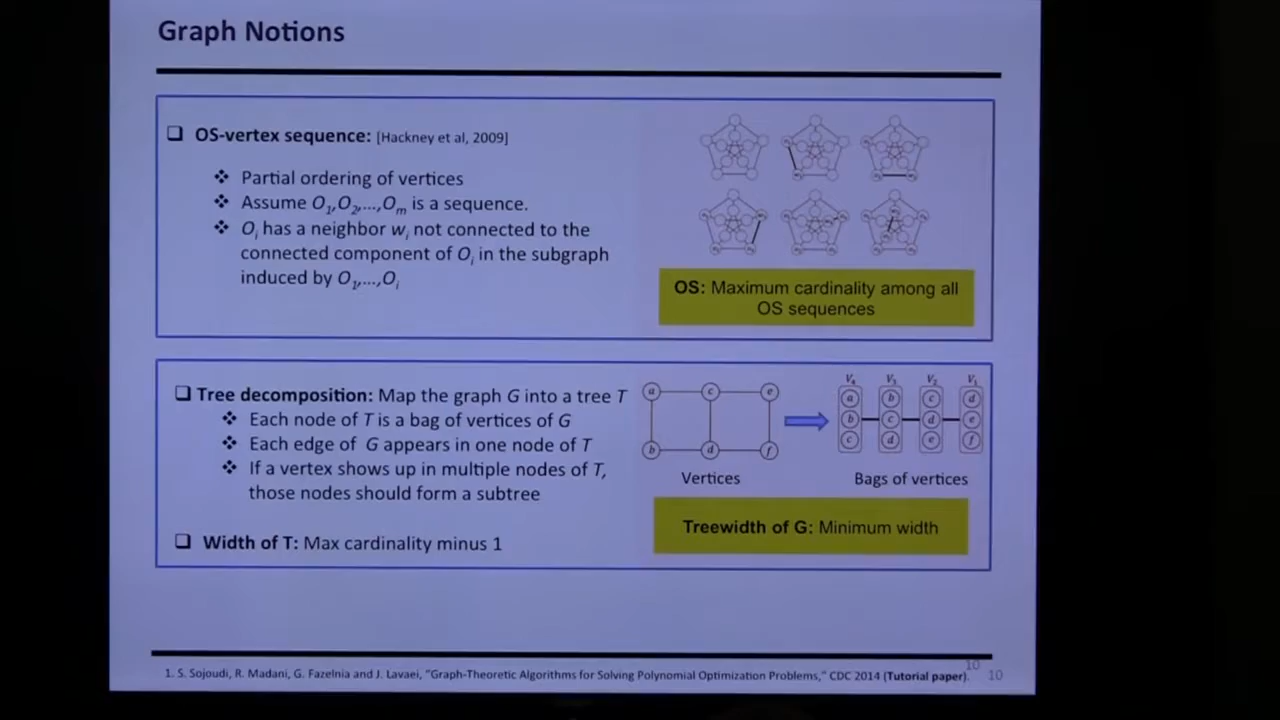 Graph Notions
❑ OS-vertex sequence: [Hackney et al, 2009]
❖ Partial ordering of vertices
❖ Assume O1,O2,...,Om is a sequence.
❖ Oi has a neighbor wi not connected to the
connected component of Oi in the subgraph
induced by O1,...,Oi
OS: Maximum cardinality among all
OS sequences
❑ Tree decomposition: Map the graph G into a tree T
❖ Each node of T is a bag of vertices of G
❖ Each edge of G appears in one node of T
❖ If a vertex shows up in multiple nodes of T,
those nodes should form a subtree
❑ Width of T: Max cardinality minus 1
a c e
b d f
Vertices
V4 V3 V2 V1
a b c d
b c d e
c d e f
Bags of vertices
Treewidth of G: Minimum width
1. S. Sojoudi, R. Madani, G. Fazelnia and J. Lavaei, "Graph-Theoretic Algorithms for Solving Polynomial Optimization Problems," CDC 2014 (Tutorial paper).
10
10